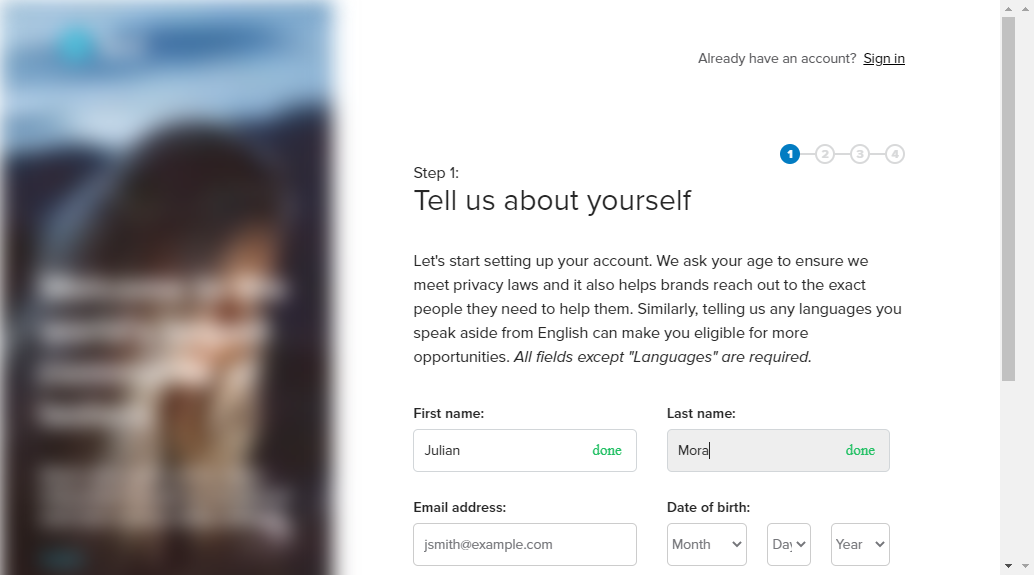 Already have an account? Sign in
1 2 3 4
Step 1:
Tell us about yourself
Let's start setting up your account. We ask your age to ensure we
meet privacy laws and it also helps brands reach out to the exact
people they need to help them. Similarly, telling us any languages you
speak aside from English can make you eligible for more
opportunities. All fields except "Languages" are required.
First name: Last name:
Julian done Mora done
Email address: Date of birth:
jsmith@example.com Month Day Year